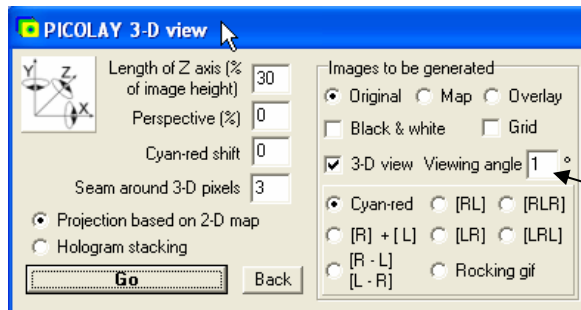 PICOLAY 3-D view
Y Z X
Length of Z axis (% of image height) 30
Perspective (%) 0
Cyan-red shift 0
Seam around 3-D pixels 3
Projection based on 2-D map
Hologram stacking
Go Back
Images to be generated
Original Map Overlay
Black & white Grid
3-D view Viewing angle 1 °
Cyan-red [RL] [RLR]
[R] + [L] [LR] [LRL]
[R - L]
[L - R] Rocking gif